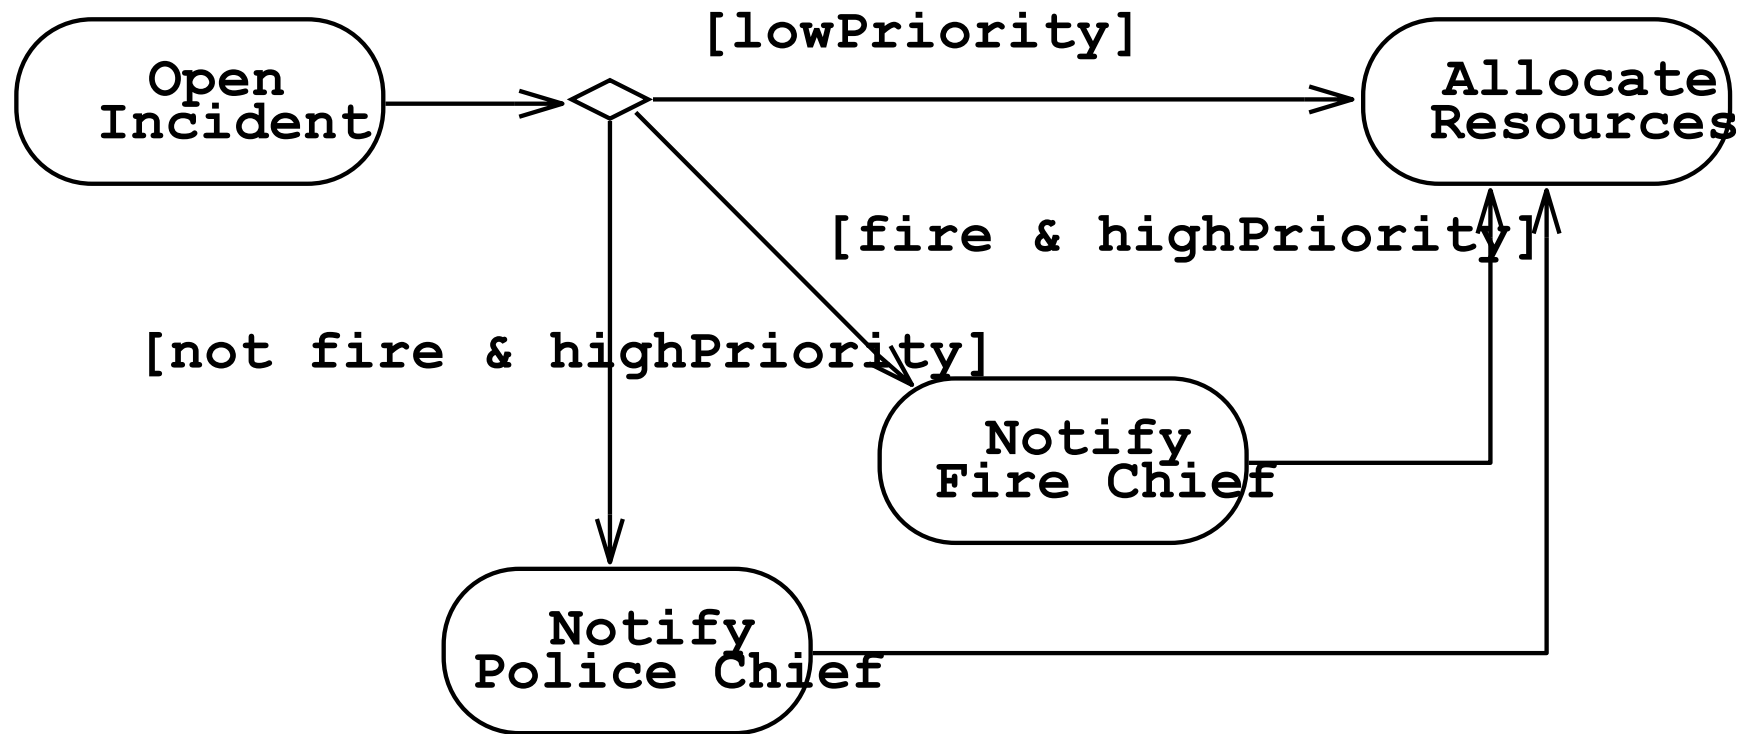 [lowPriority]
Open
Incident
Allocate
Resources
[fire & highPriority]
[not fire & highPriority]
Notify
Fire Chief
Notify
Police Chief